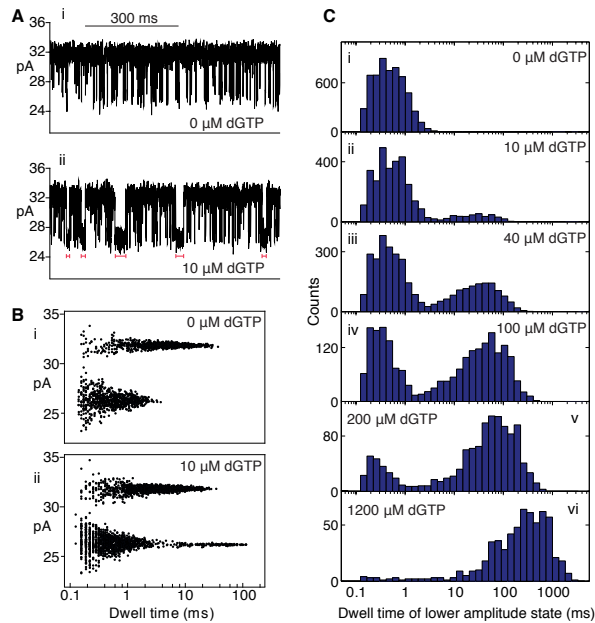 A
i
300 ms
36
32
pA
28
24
0 µM dGTP
ii
36
32
pA
28
24
10 µM dGTP
B
i
0 µM dGTP
35
pA
30
25
ii
10 µM dGTP
35
pA
30
25
0.1 1 10 100
Dwell time (ms)
C
i
0 µM dGTP
600
0
ii
10 µM dGTP
400
0
iii
40 µM dGTP
300
0
Counts
iv
100 µM dGTP
120
0
200 µM dGTP
v
80
0
1200 µM dGTP
vi
50
0
0.1 1 10 100 1000
Dwell time of lower amplitude state (ms)